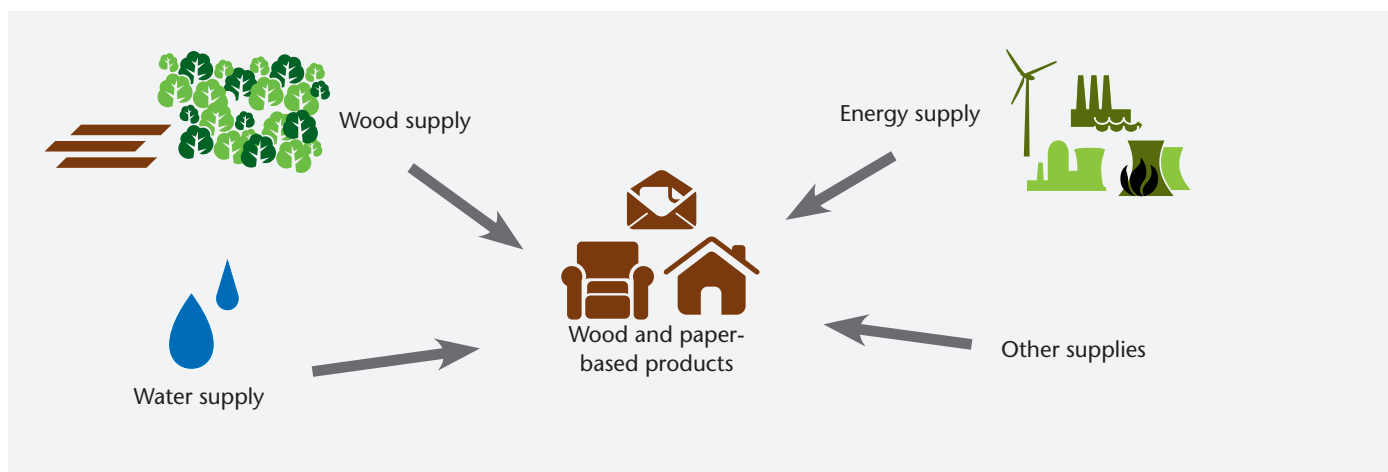 Wood supply
Energy supply
Wood and paper-
based products
Other supplies
Water supply